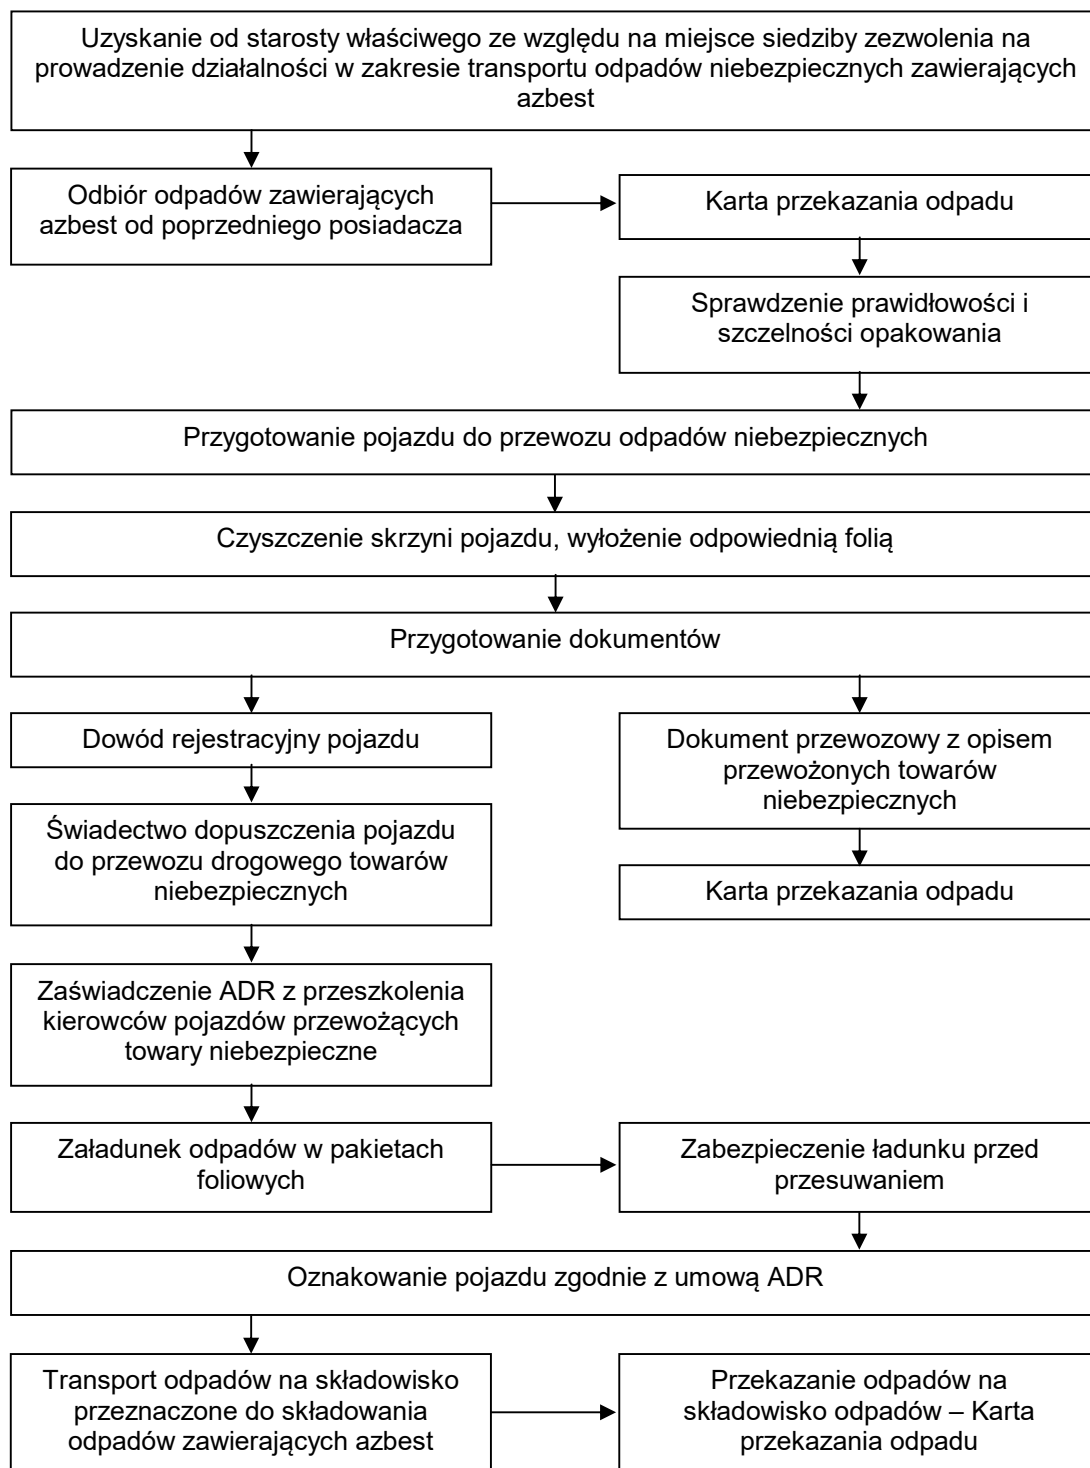 Uzyskanie od starosty właściwego ze względu na miejsce siedziby zezwolenia na
prowadzenie działalności w zakresie transportu odpadów niebezpiecznych zawierających
azbest
Odbiór odpadów zawierających
azbest od poprzedniego posiadacza
Karta przekazania odpadu
Sprawdzenie prawidłowości i
szczelności opakowania
Przygotowanie pojazdu do przewozu odpadów niebezpiecznych
Czyszczenie skrzyni pojazdu, wyłożenie odpowiednią folią
Przygotowanie dokumentów
Dowód rejestracyjny pojazdu
Dokument przewozowy z opisem
przewożonych towarów
niebezpiecznych
Świadectwo dopuszczenia pojazdu
do przewozu drogowego towarów
niebezpiecznych
Karta przekazania odpadu
Zaświadczenie ADR z przeszkolenia
kierowców pojazdów przewożących
towary niebezpieczne
Załadunek odpadów w pakietach
foliowych
Zabezpieczenie ładunku przed
przesuwaniem
Oznakowanie pojazdu zgodnie z umową ADR
Transport odpadów na składowisko
przeznaczone do składowania
odpadów zawierających azbest
Przekazanie odpadów na
składowisko odpadów – Karta
przekazania odpadu